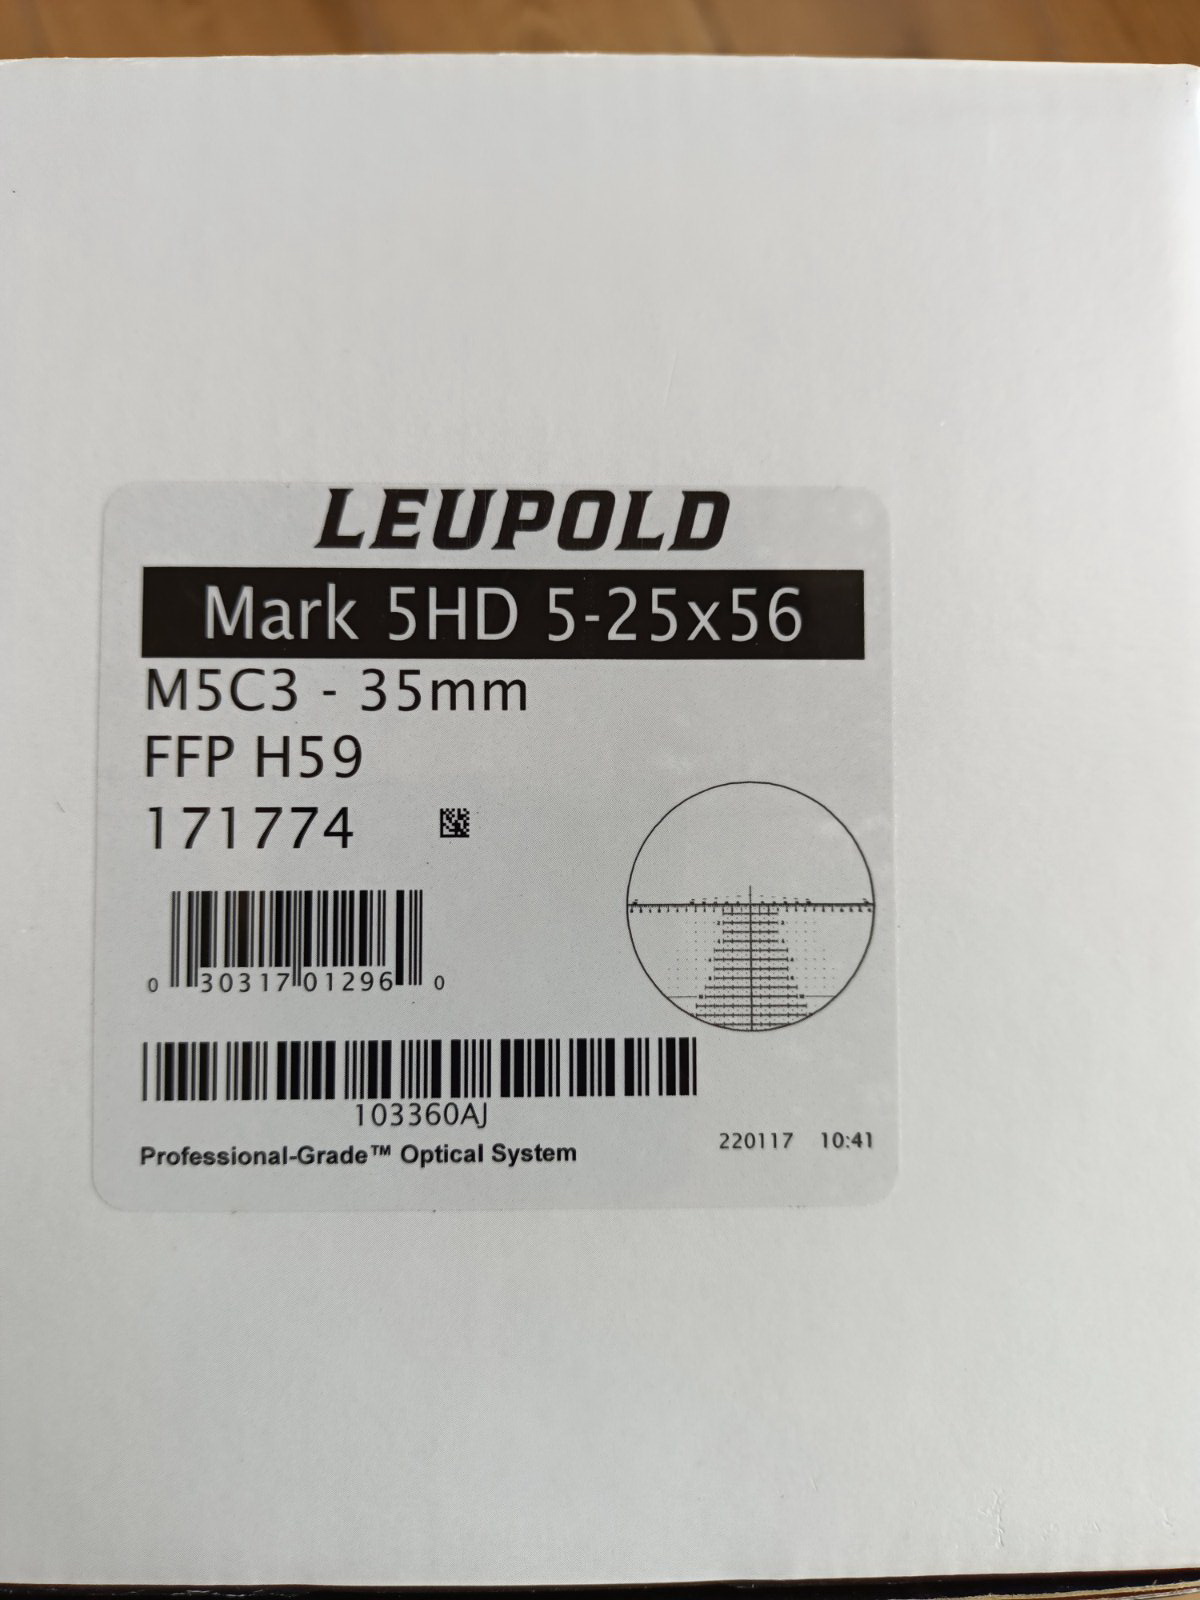 LEUPOLD
Mark 5HD 5-25x56
M5C3 - 35mm
FFP H59
171774
0 30317 01296 0
103360AJ
Professional-Grade™ Optical System
220117 10:41